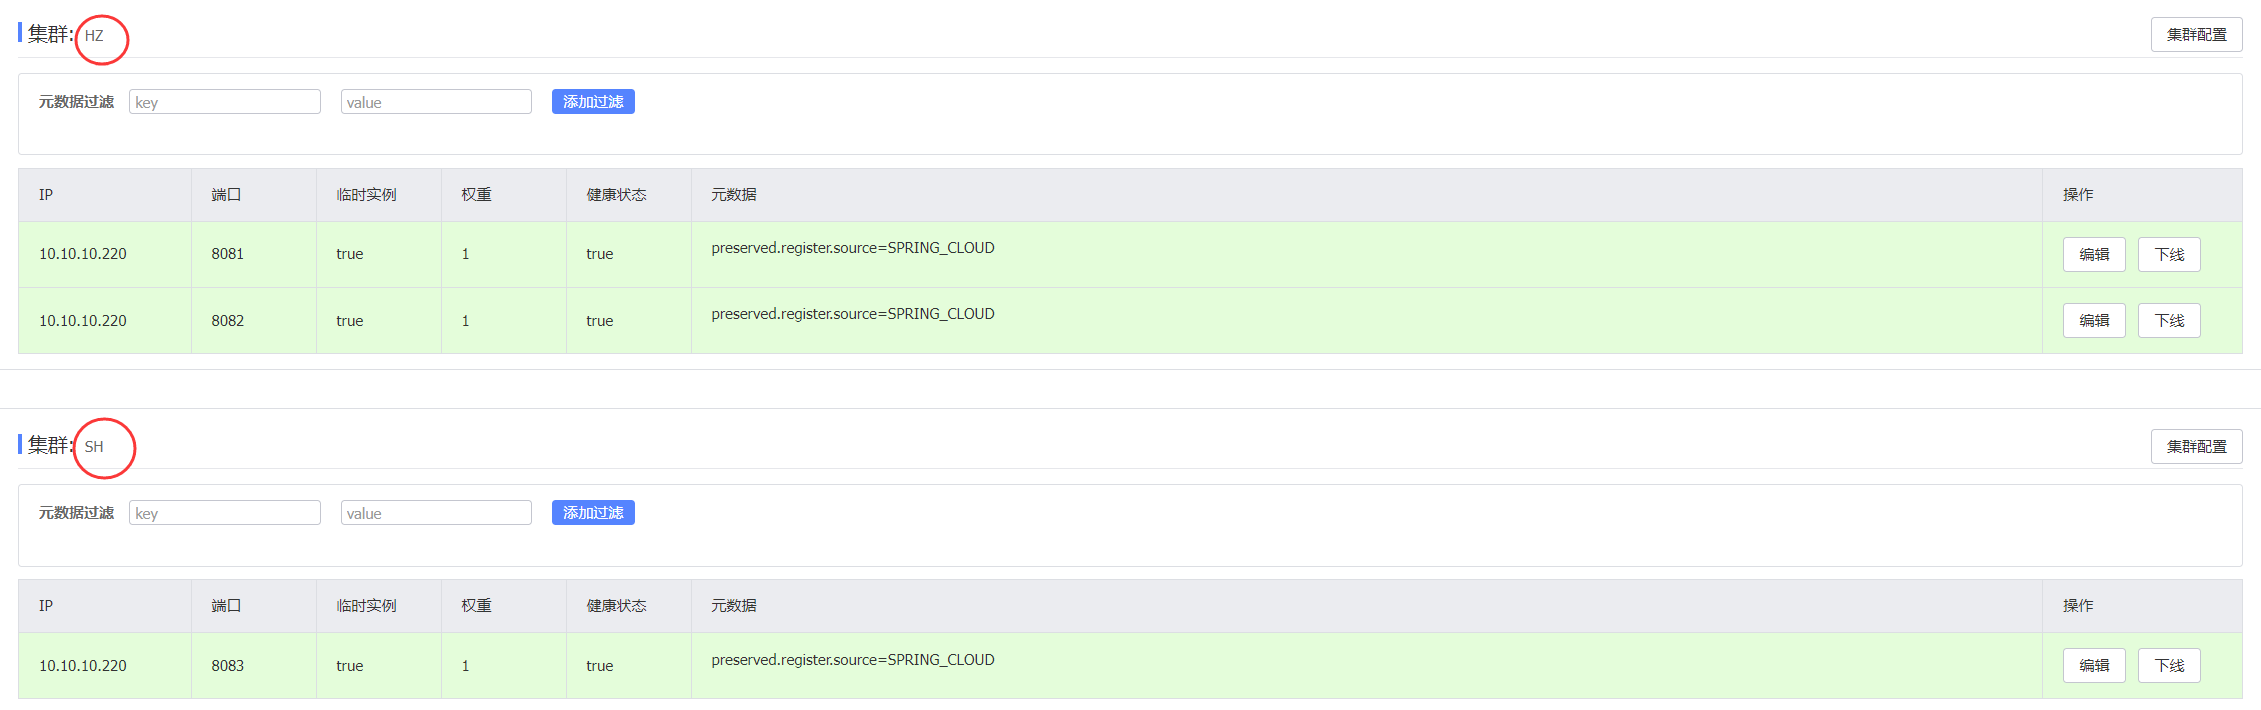 集群: HZ 集群配置
元数据过滤 key value 添加过滤
IP 端口 临时实例 权重 健康状态 元数据 操作
10.10.10.220 8081 true 1 true preserved.register.source=SPRING_CLOUD 编辑 下线
10.10.10.220 8082 true 1 true preserved.register.source=SPRING_CLOUD 编辑 下线
集群: SH 集群配置
元数据过滤 key value 添加过滤
IP 端口 临时实例 权重 健康状态 元数据 操作
10.10.10.220 8083 true 1 true preserved.register.source=SPRING_CLOUD 编辑 下线